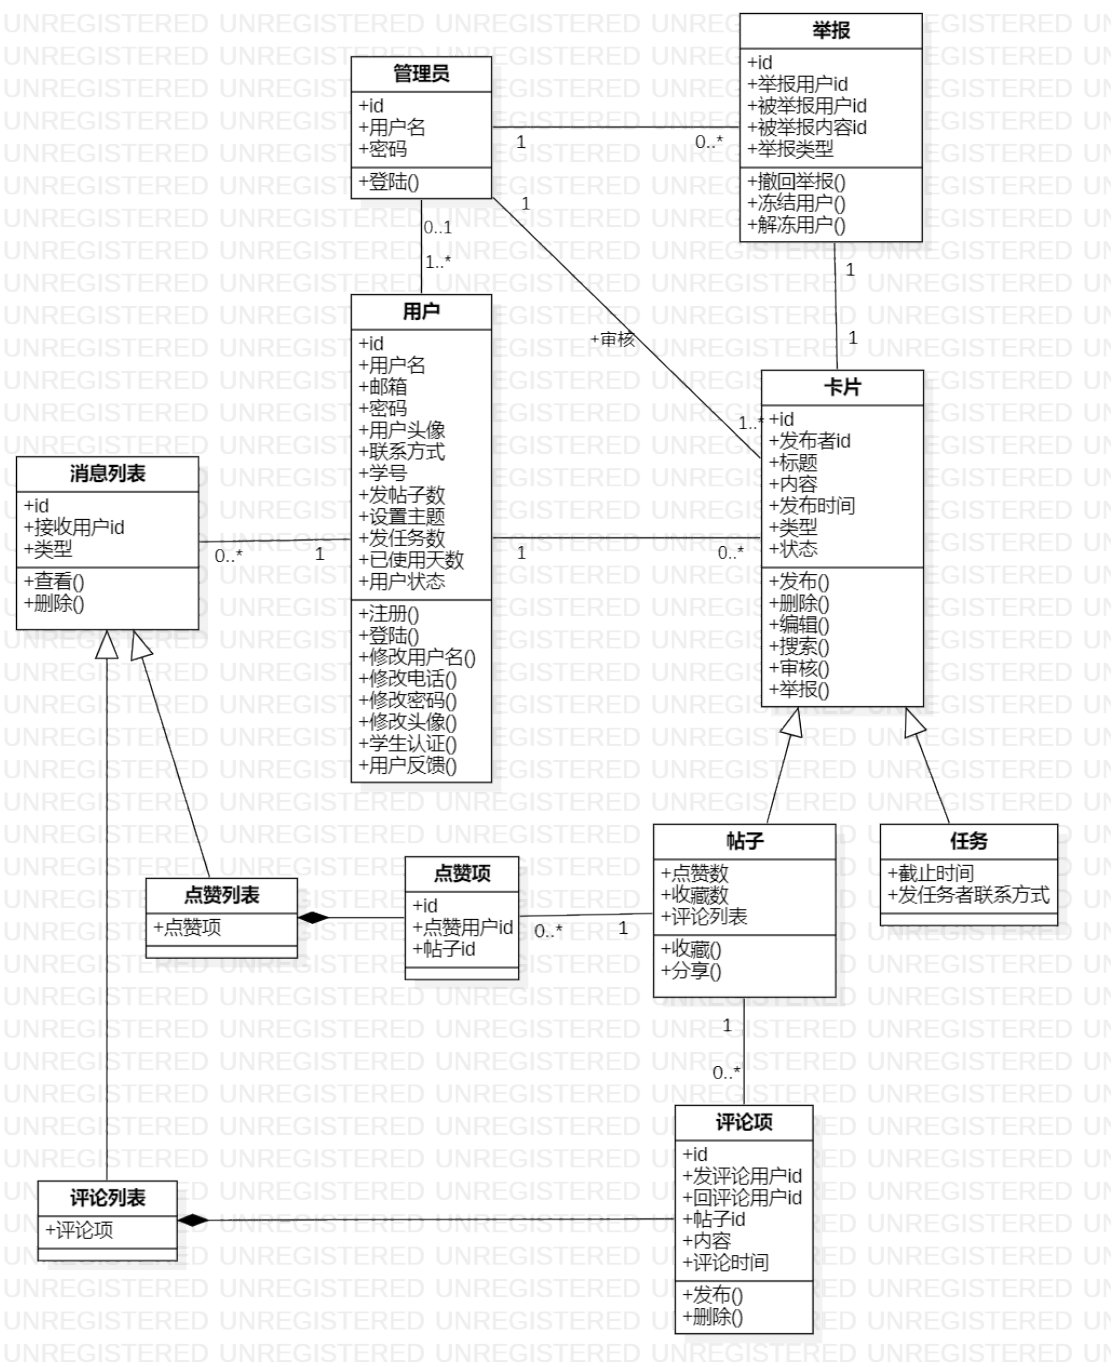 举报
+id
+举报用户id
+被举报用户id
+被举报内容id
+举报类型
+撤回举报()
+冻结用户()
+解冻用户()
管理员
+id
+用户名
+密码
+登陆()
1
0..*
1
0..1
1..*
1
1
+审核
1..*
用户
+id
+用户名
+邮箱
+密码
+用户头像
+联系方式
+学号
+发帖子数
+设置主题
+发任务数
+已使用天数
+用户状态
+注册()
+登陆()
+修改用户名()
+修改电话()
+修改密码()
+修改头像()
+学生认证()
+用户反馈()
卡片
+id
+发布者id
+标题
+内容
+发布时间
+类型
+状态
+发布()
+删除()
+编辑()
+搜索()
+审核()
+举报()
消息列表
+id
+接收用户id
+类型
+查看()
+删除()
0..*
1
1
0..*
帖子
+点赞数
+收藏数
+评论列表
+收藏()
+分享()
任务
+截止时间
+发任务者联系方式
点赞列表
+点赞项
点赞项
+id
+点赞用户id
+帖子id
0..*
1
1
0..*
评论项
+id
+发评论用户id
+回评论用户id
+帖子id
+内容
+评论时间
+发布()
+删除()
评论列表
+评论项
UNREGISTERED UNREGISTERED UNREGISTERED UNREGISTERED UNREGISTERED